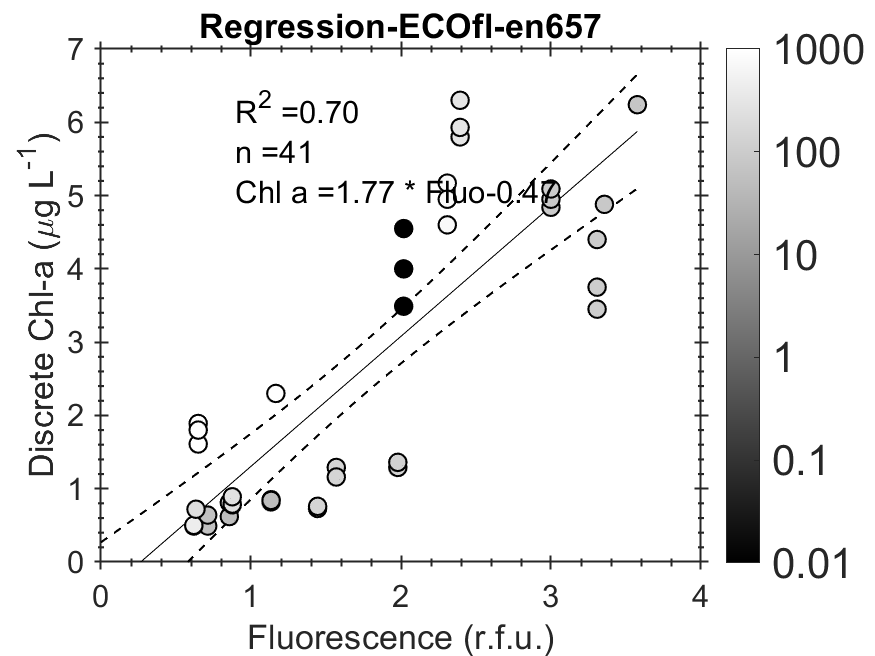 Regression-ECOfl-en657
R2 =0.70
n =41
Chl a =1.77 * Fluo-0.47
Discrete Chl-a (μg L-1)
7
6
5
4
3
2
1
0
0 1 2 3 4
Fluorescence (r.f.u.)
1000
100
10
1
0.1
0.01